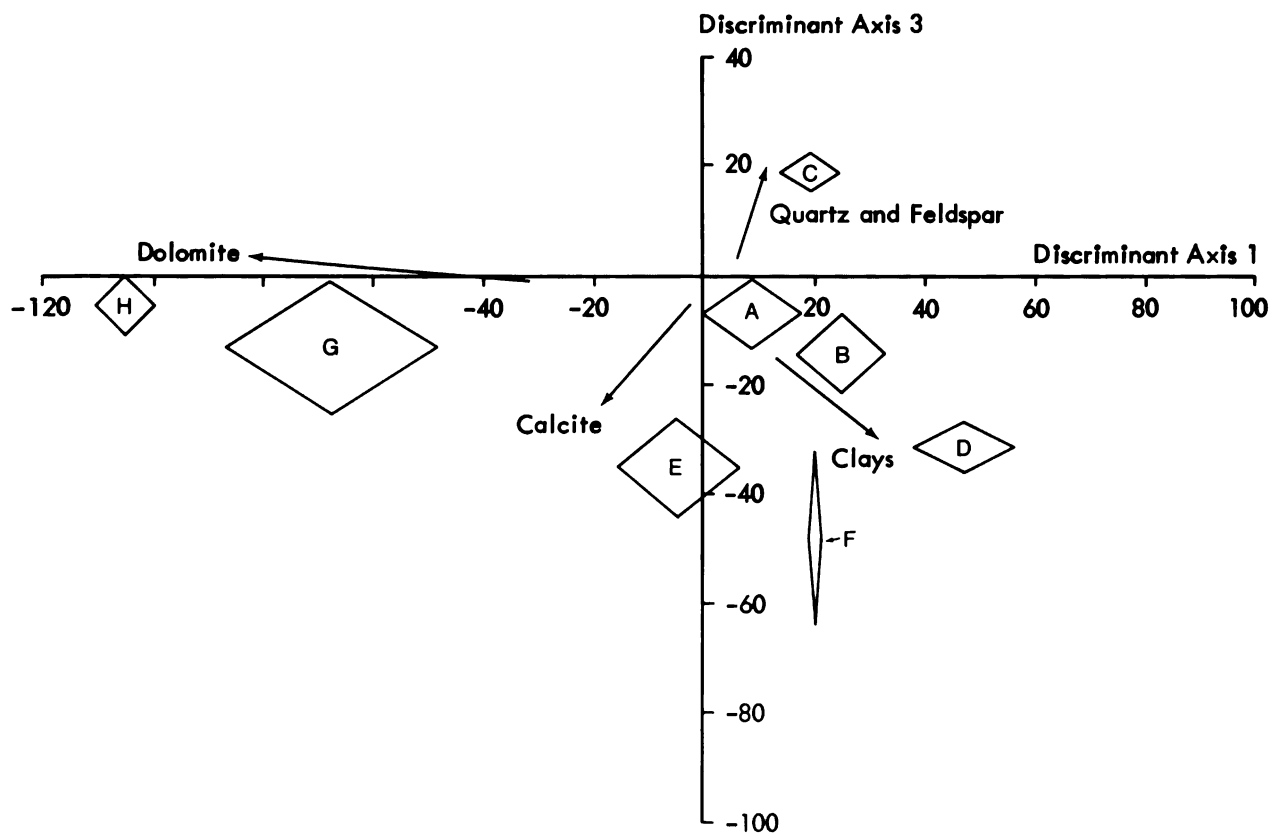 Discriminant Axis 3
40
20
C
Quartz and Feldspar
Dolomite
Discriminant Axis 1
-120
H
-40
-20
A
20
40
60
80
100
G
B
-20
Calcite
Clays
D
E
-40
F
-60
-80
-100